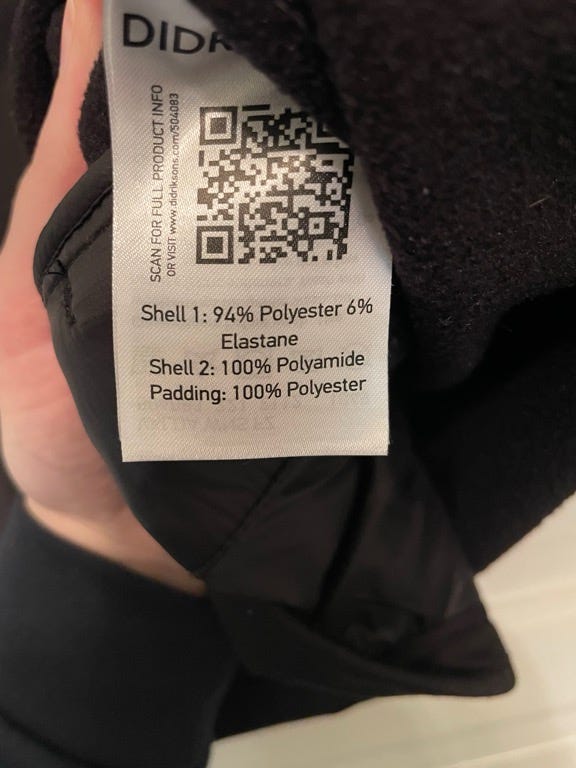 DIDR
SCAN FOR FULL PRODUCT INFO
OR VISIT www.didriksons.com/504083
Shell 1: 94% Polyester 6%
Elastane
Shell 2: 100% Polyamide
Padding: 100% Polyester